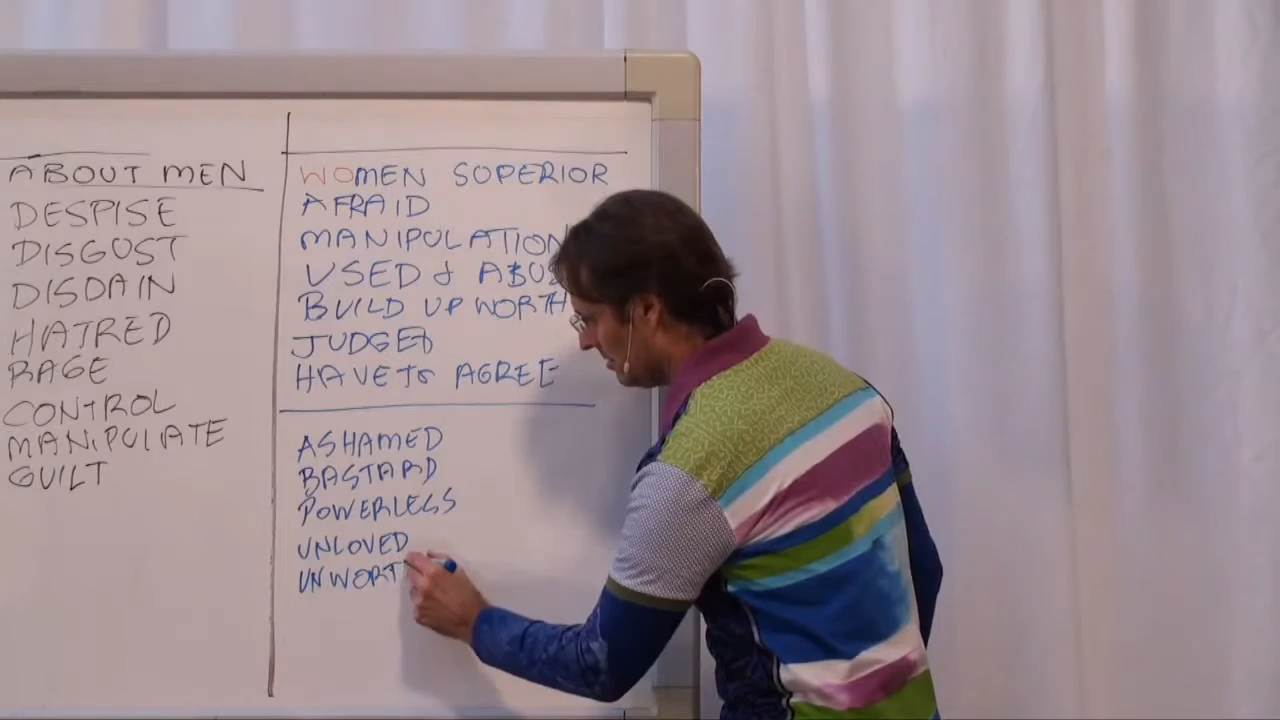 ABOUT MEN
DESPISE
DISGUST
DISDAIN
HATRED
RAGE
CONTROL
MANIPULATE
GUILT
WOMEN SUPERIOR
AFRAID
MANIPULATION
USED & ABUS
BUILD UP WORTH
JUDGED
HAVE TO AGREE
ASHAMED
BASTARD
POWERLESS
UNLOVED
UNWORT